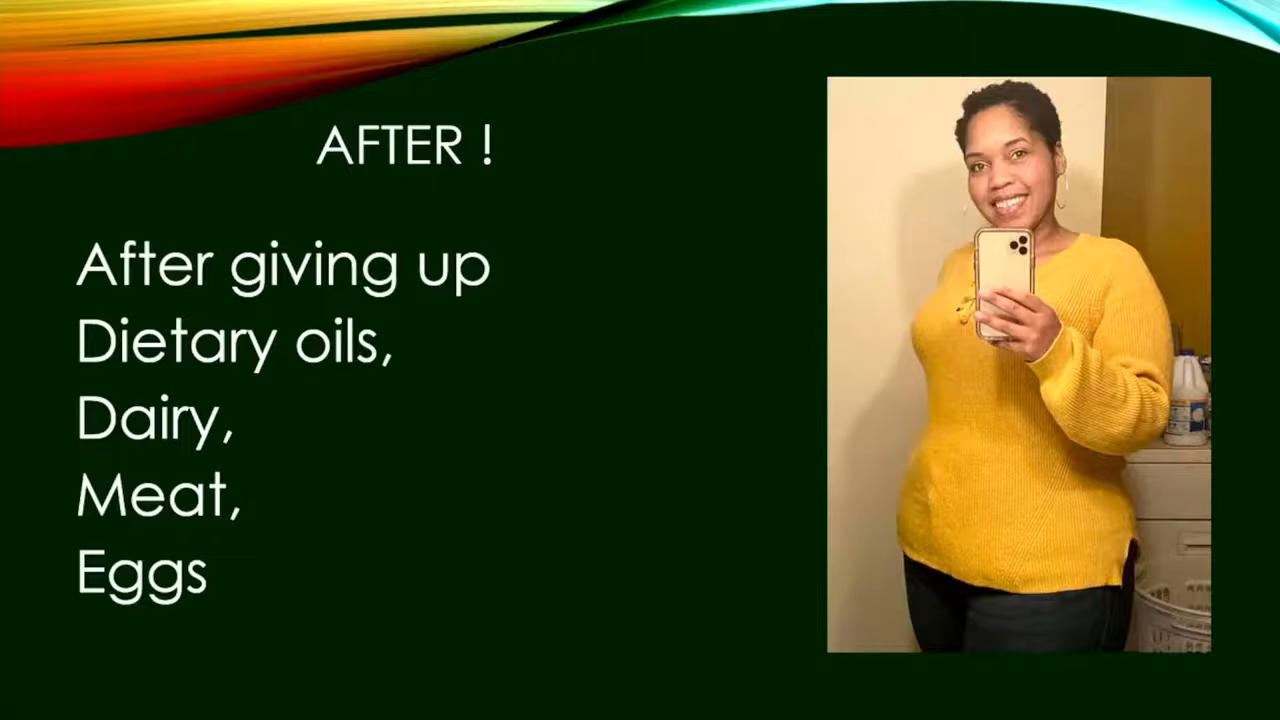 AFTER !
After giving up
Dietary oils,
Dairy,
Meat,
Eggs